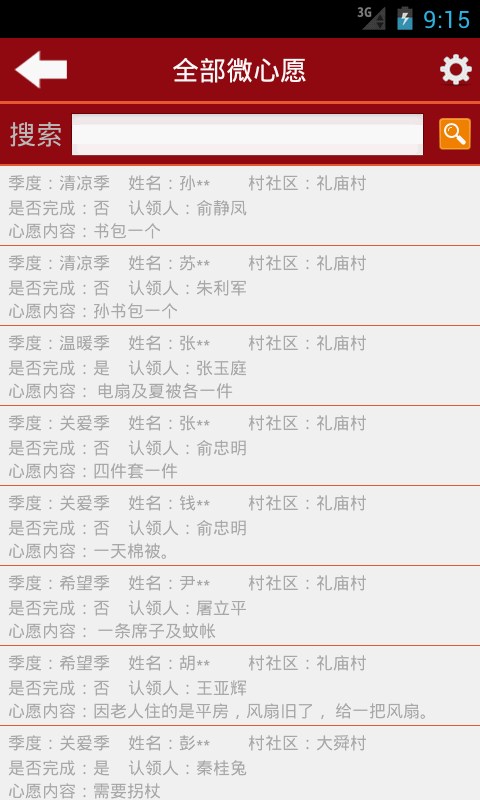 3G 9:15
全部微心愿
搜索
季度：清凉季 姓名：孙** 村社区：礼庙村
是否完成：否 认领人：俞静凤
心愿内容：书包一个
季度：清凉季 姓名：苏** 村社区：礼庙村
是否完成：否 认领人：朱利军
心愿内容：孙书包一个
季度：温暖季 姓名：张** 村社区：礼庙村
是否完成：是 认领人：张玉庭
心愿内容： 电扇及夏被各一件
季度：关爱季 姓名：张** 村社区：礼庙村
是否完成：否 认领人：俞忠明
心愿内容：四件套一件
季度：关爱季 姓名：钱** 村社区：礼庙村
是否完成：否 认领人：俞忠明
心愿内容：一天棉被。
季度：希望季 姓名：尹** 村社区：礼庙村
是否完成：否 认领人：屠立平
心愿内容： 一条席子及蚊帐
季度：希望季 姓名：胡** 村社区：礼庙村
是否完成：否 认领人：王亚辉
心愿内容：因老人住的是平房，风扇旧了，给一把风扇。
季度：关爱季 姓名：彭** 村社区：大舜村
是否完成：是 认领人：秦桂兔
心愿内容：需要拐杖